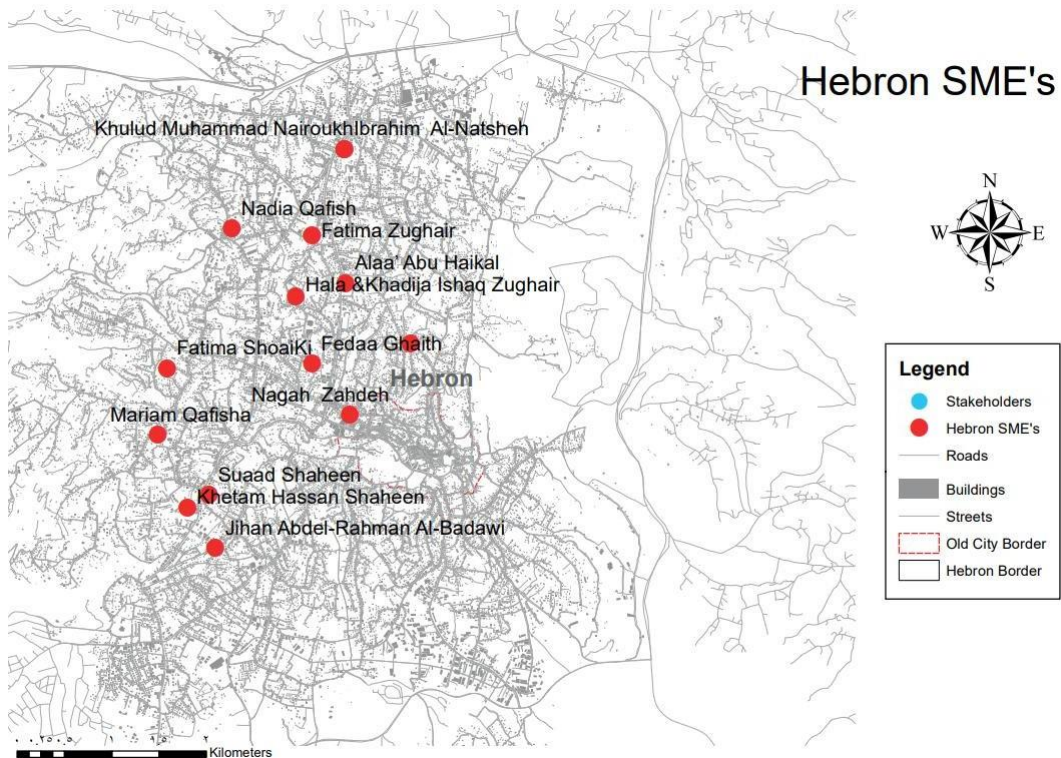 Hebron SME's
Khulud Muhammad NairoukhIbrahim Al-Natsheh
N
W
E
S
Nadia Qafish
Fatima Zughair
Alaa' Abu Haikal
Hala &Khadija Ishaq Zughair
Fatima ShoaiKi
Fedaa Ghaith
Hebron
Nagah Zahdeh
Mariam Qafisha
Suaad Shaheen
Khetam Hassan Shaheen
Jihan Abdel-Rahman Al-Badawi
Legend
Stakeholders
Hebron SME's
Roads
Buildings
Streets
Old City Border
Hebron Border
Kilometers